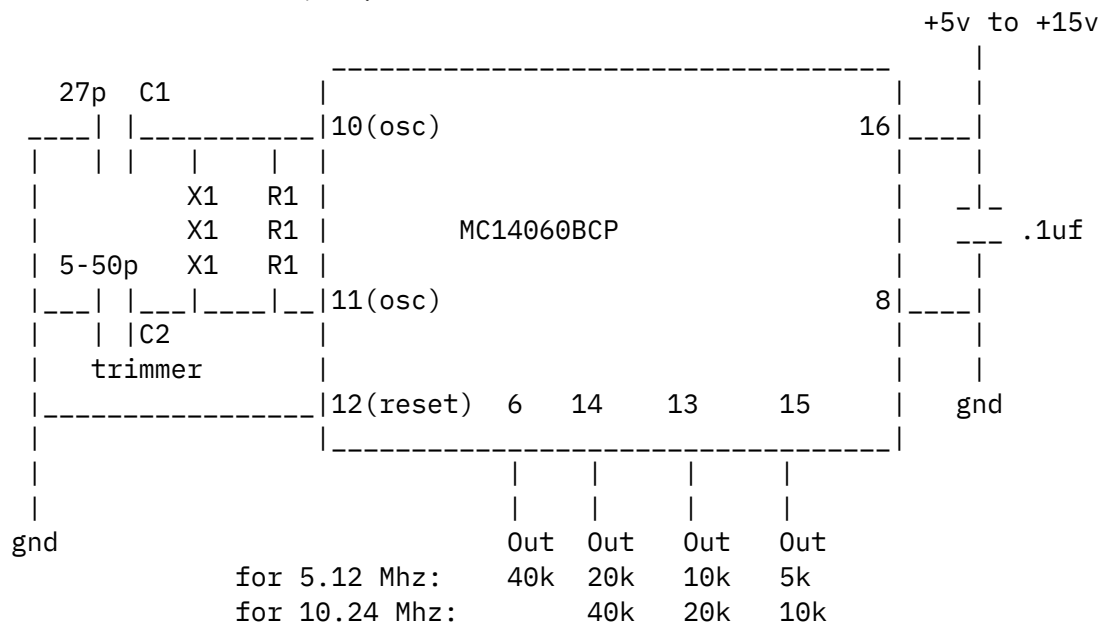 +5v to +15v
27p C1
10(osc) 16
X1 R1
X1 R1 MC14060BCP .1uf
5-50p X1 R1
11(osc) 8
C2
trimmer
12(reset) 6 14 13 15 gnd
gnd Out Out Out Out
for 5.12 Mhz: 40k 20k 10k 5k
for 10.24 Mhz: 40k 20k 10k